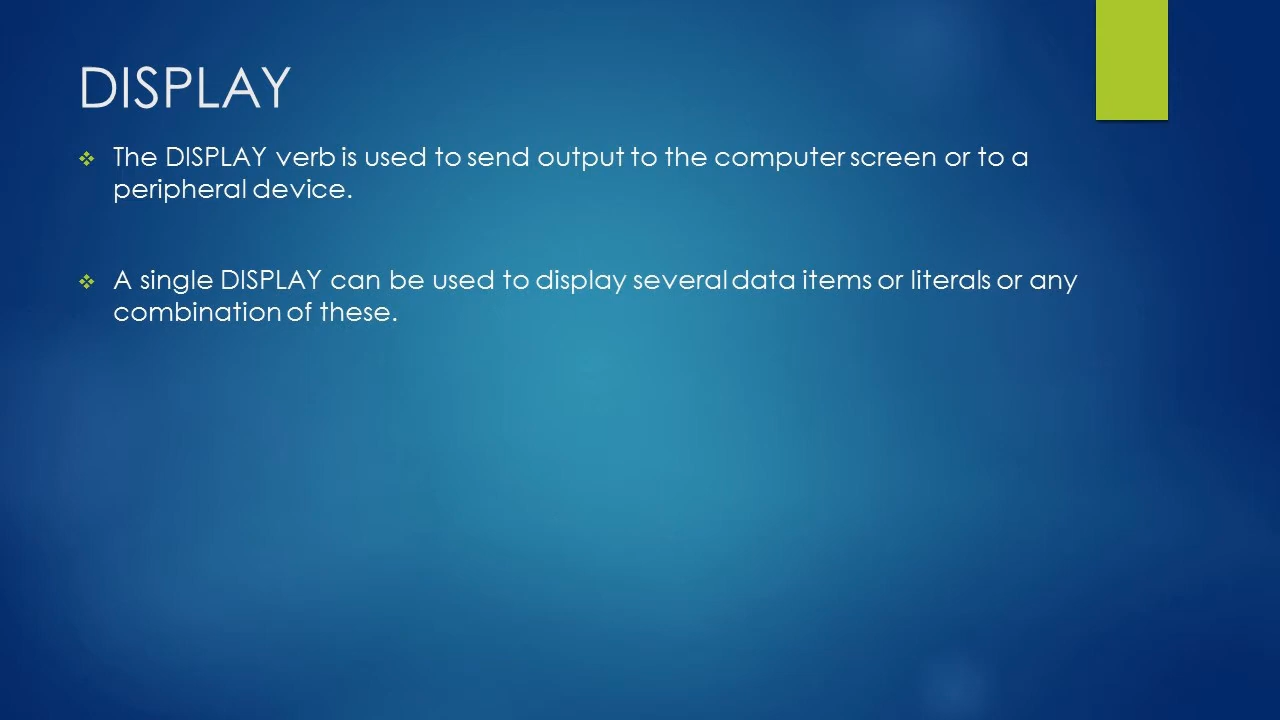 DISPLAY
The DISPLAY verb is used to send output to the computer screen or to a
peripheral device.
A single DISPLAY can be used to display several data items or literals or any
combination of these.